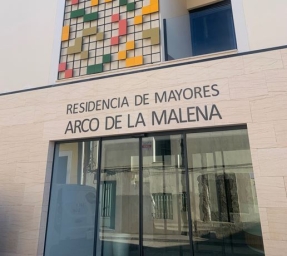 RESIDENCIA DE MAYORES
ARCO DE LA MALENA